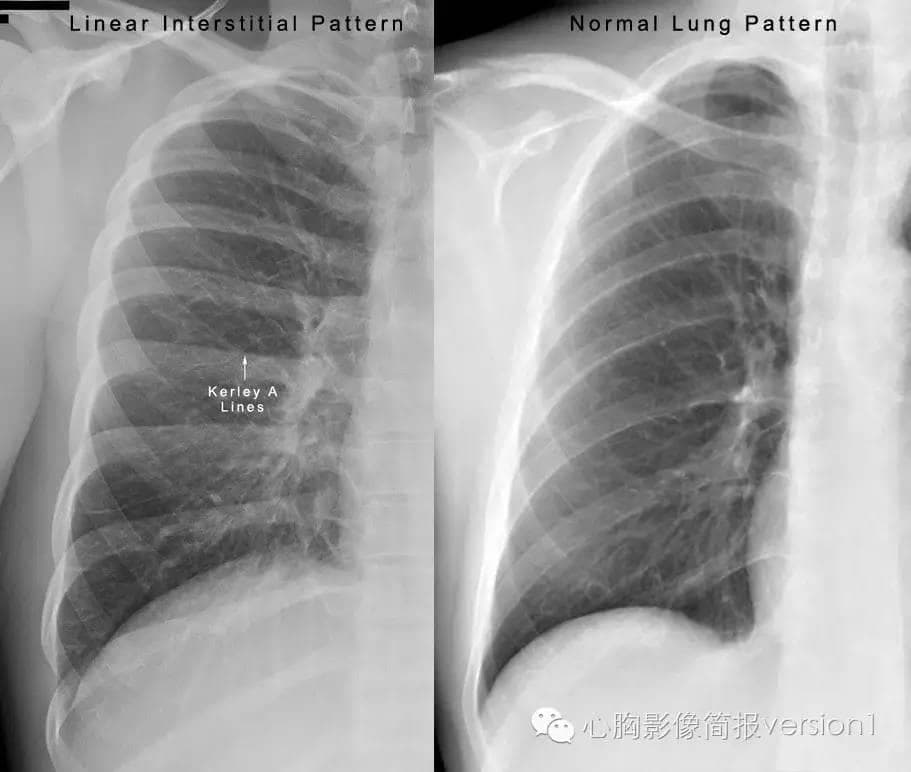 Linear Interstitial Pattern
Normal Lung Pattern
Kerley A
Lines
心胸影像简报version1